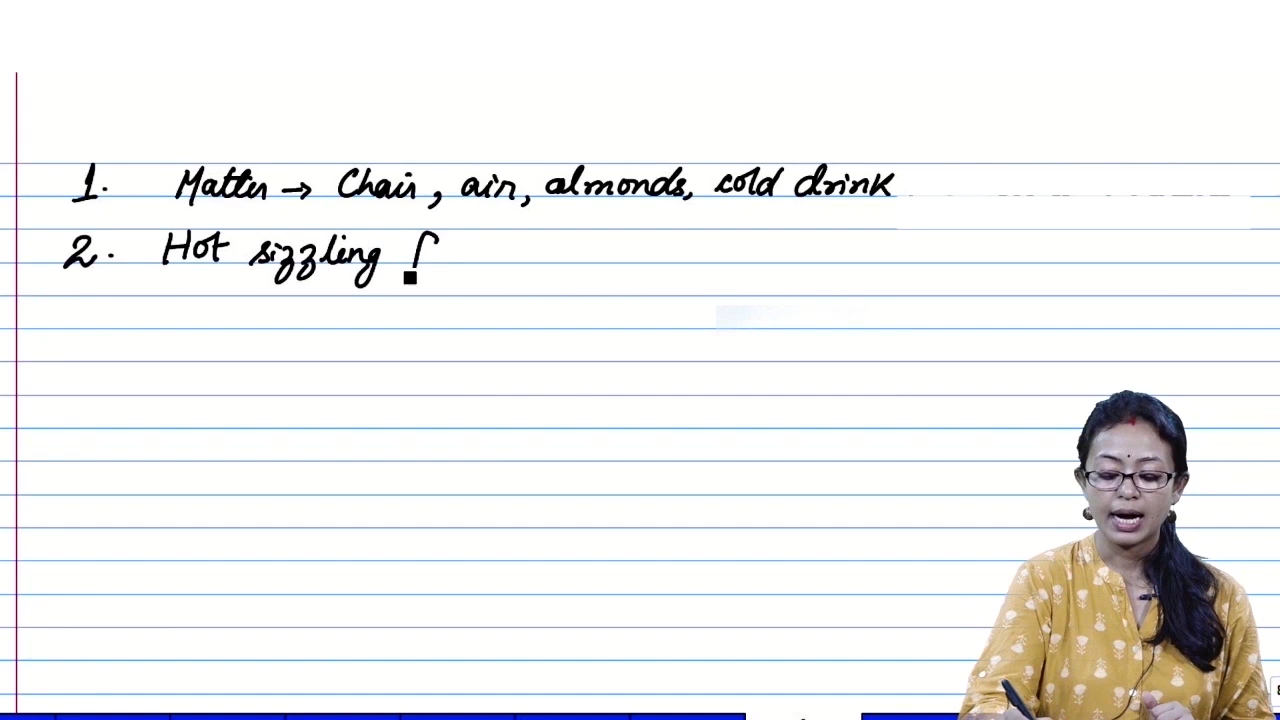 1. Matter → Chair, air, almonds, cold drink
2. Hot sizzling f